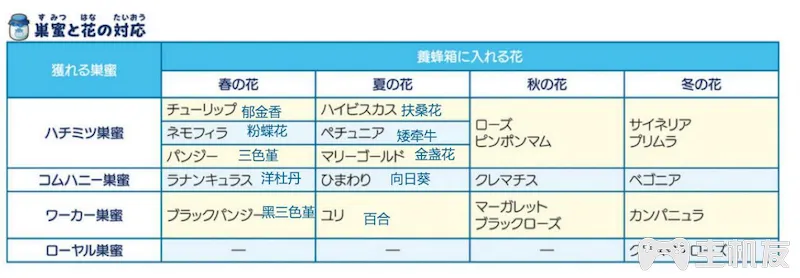 す みつ はな たいおう
巣蜜と花の対応
獲れる巣蜜
養蜂箱に入れる花
春の花 夏の花 秋の花 冬の花
ハチミツ巣蜜
チューリップ 郁金香
ネモフィラ 粉蝶花
パンジー 三色堇
ハイビスカス 扶桑花
ペチュニア 矮牵牛
マリーゴールド 金盏花
ローズ
ピンポンマム
サイネリア
プリムラ
コムハニー巣蜜 ラナンキュラス 洋牡丹 ひまわり 向日葵 クレマチス ベゴニア
ワーカー巣蜜 ブラックパンジー 黑三色堇 ユリ 百合
マーガレット
ブラックローズ
カンパニュラ
ローヤル巣蜜 — — —
主机友